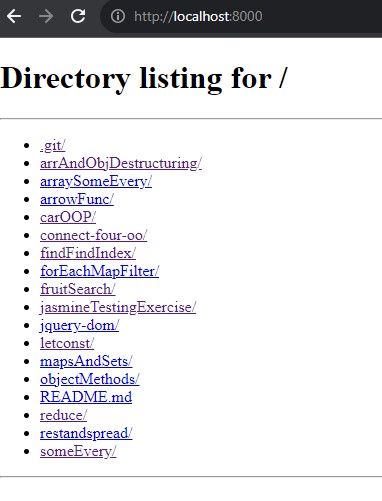 http://localhost:8000
Directory listing for /
.git/
arrAndObjDestructuring/
arraySomeEvery/
arrowFunc/
carOOP/
connect-four-oo/
findFindIndex/
forEachMapFilter/
fruitSearch/
jasmineTestingExercise/
jquery-dom/
letconst/
mapsAndSets/
objectMethods/
README.md
reduce/
restandspread/
someEvery/